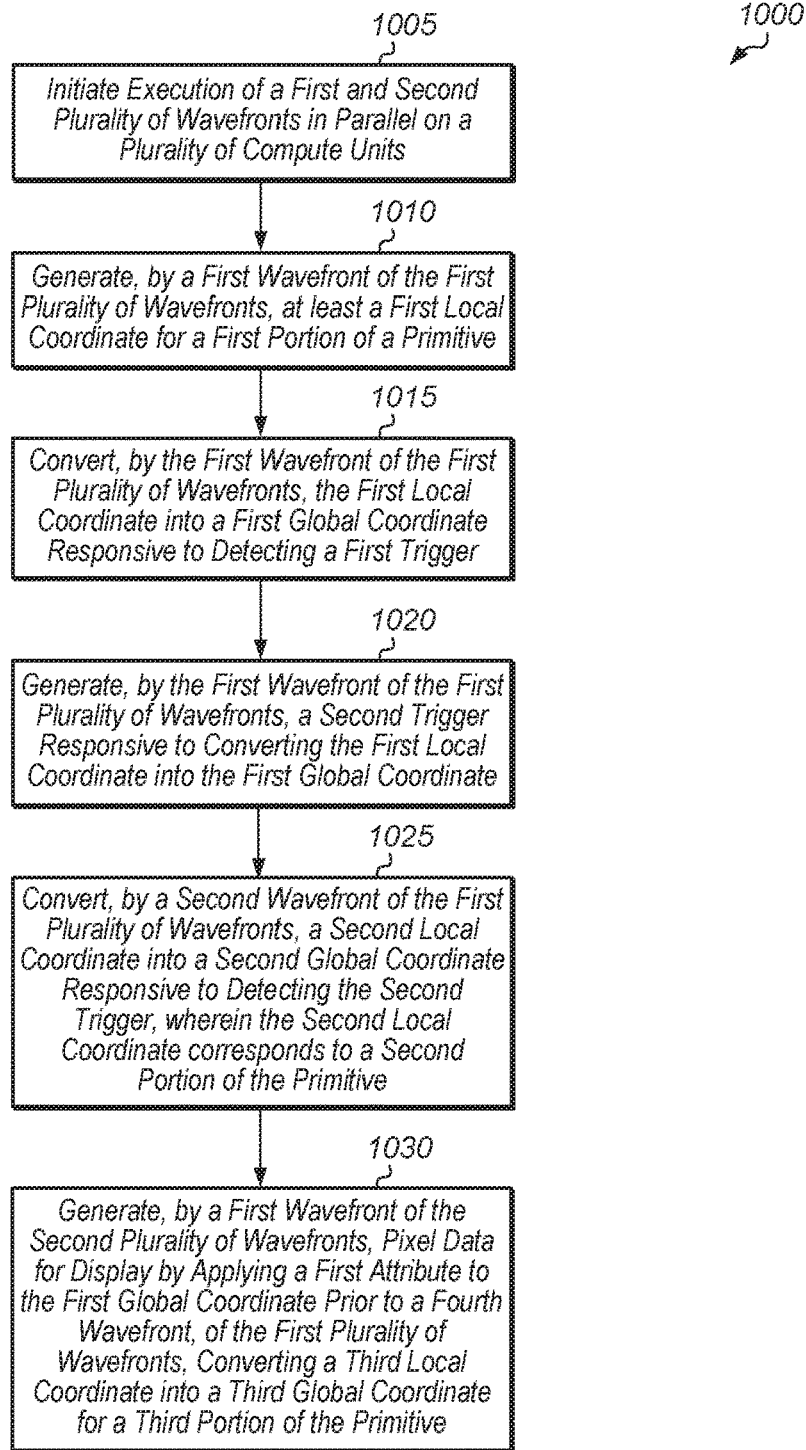 1005
1000
Initiate Execution of a First and Second
Plurality of Wavefronts in Parallel on a
Plurality of Compute Units
1010
Generate, by a First Wavefront of the First
Plurality of Wavefronts, at least a First Local
Coordinate for a First Portion of a Primitive
1015
Convert, by the First Wavefront of the First
Plurality of Wavefronts, the First Local
Coordinate into a First Global Coordinate
Responsive to Detecting a First Trigger
1020
Generate, by the First Wavefront of the First
Plurality of Wavefronts, a Second Trigger
Responsive to Converting the First Local
Coordinate into the First Global Coordinate
1025
Convert, by a Second Wavefront of the First
Plurality of Wavefronts, a Second Local
Coordinate into a Second Global Coordinate
Responsive to Detecting the Second
Trigger, wherein the Second Local
Coordinate corresponds to a Second
Portion of the Primitive
1030
Generate, by a First Wavefront of the
Second Plurality of Wavefronts, Pixel Data
for Display by Applying a First Attribute to
the First Global Coordinate Prior to a Fourth
Wavefront, of the First Plurality of
Wavefronts, Converting a Third Local
Coordinate into a Third Global Coordinate
for a Third Portion of the Primitive